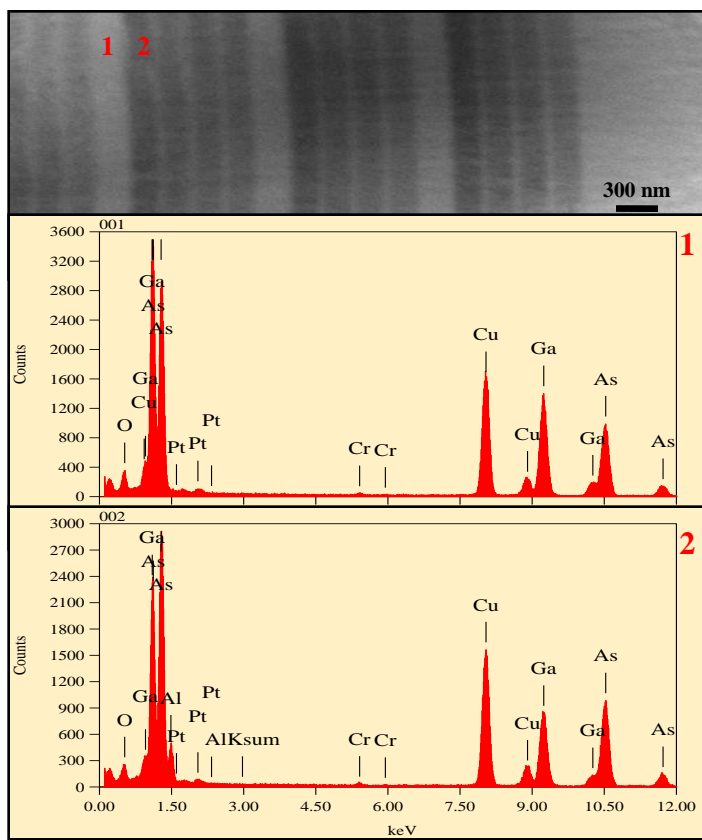 1 2
300 nm
001
1
3600
3200
2800
2400
2000
1600
1200
800
400
0
Counts
Ga
As
As
Ga
Cu
O
Pt
Pt
Pt
Cr
Cr
Cu
Cu
Ga
Ga
As
As
002
2
3000
2700
2400
2100
1800
1500
1200
900
600
300
0
Counts
Ga
As
As
Ga
Al
O
Pt
Pt
Pt
AlKsum
Cr
Cr
Cu
Cu
Ga
Ga
As
As
0.00 1.50 3.00 4.50 6.00 7.50 9.00 10.50 12.00
keV